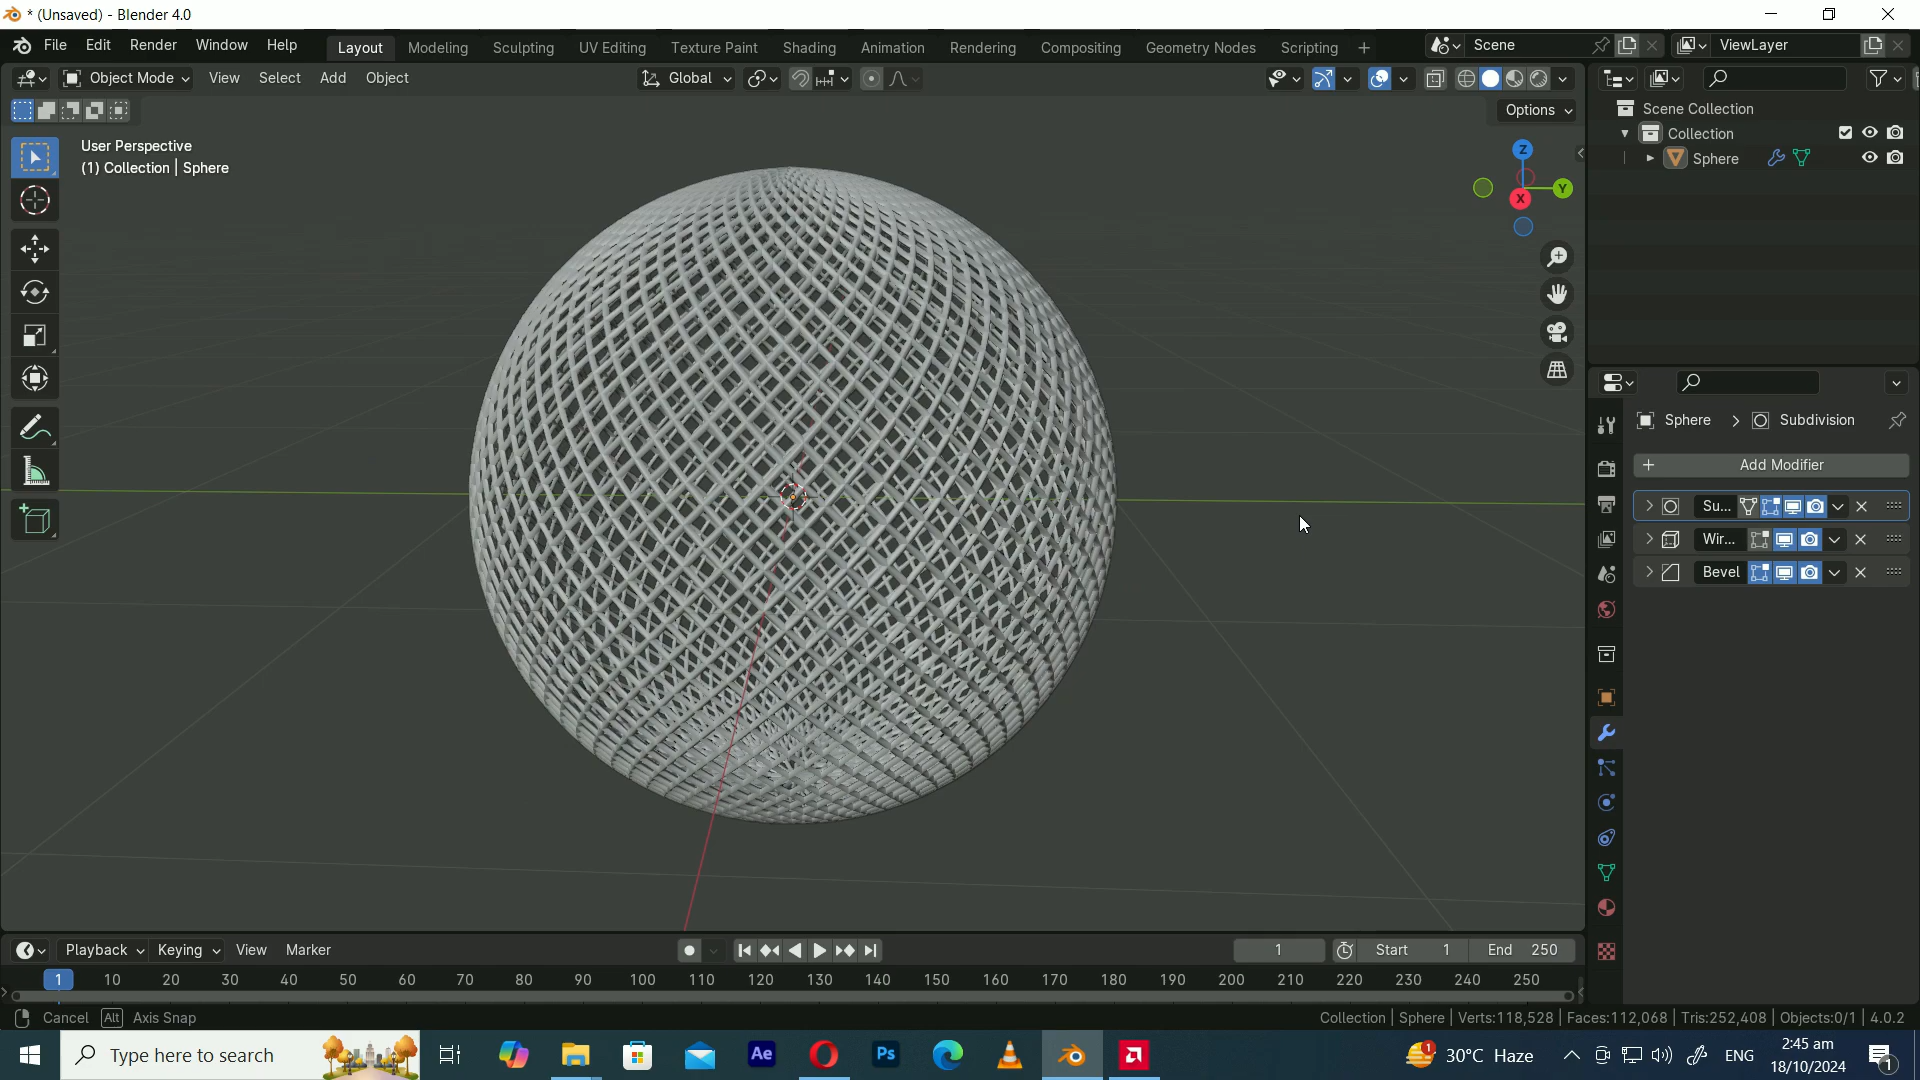 * (Unsaved) - Blender 4.0
File Edit Render Window Help Layout Modeling Sculpting UV Editing Texture Paint Shading Animation Rendering Compositing Geometry Nodes Scripting + Scene ViewLayer
Object Mode View Select Add Object Global
Options
User Perspective
(1) Collection | Sphere
Z
Y
X
Scene Collection
Collection
Sphere
Sphere > Subdivision
+ Add Modifier
Su...
Wir...
Bevel
Playback Keying View Marker 1 Start 1 End 250
1 10 20 30 40 50 60 70 80 90 100 110 120 130 140 150 160 170 180 190 200 210 220 230 240 250
Cancel Alt Axis Snap Collection | Sphere | Verts:118,528 | Faces:112,068 | Tris:252,408 | Objects:0/1 | 4.0.2
Type here to search Ae Ps 1 30°C Haze ENG 2:45 am
18/10/2024 1